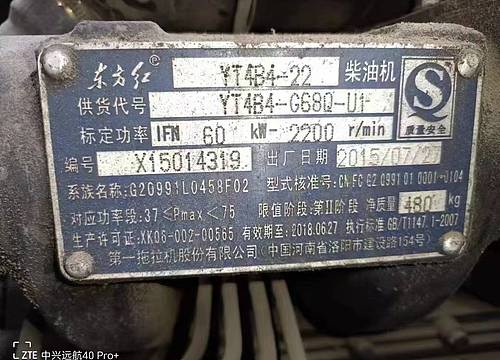 东方红 YT4B4-22 柴油机
供货代号 YT4B4-G68Q-U1
标定功率 IFN 60 kW- 2200 r/min 质量安全
编号 X15014319 出厂日期 2015/07/2
系族名称:G20991L0458F02 型式核准号:CN FC G2 0991 01 0001-0104
对应功率段:37<Pmax<75 限值阶段:第Ⅱ阶段 净质量 480 kg
生产许可证:XK06-002-00565 有效期至:2018.0627 执行标准 GB/T1147.1-2007
第一拖拉机股份有限公司(中国河南省洛阳市建设路154号)
ZTE 中兴远航40 Pro+